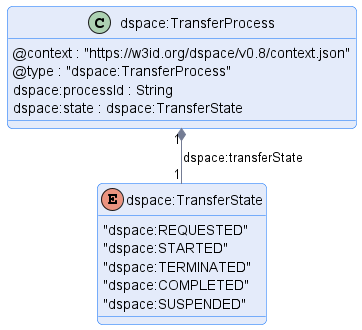 C dspace:TransferProcess
@context : "https://w3id.org/dspace/v0.8/context.json"
@type : "dspace:TransferProcess"
dspace:processId : String
dspace:state : dspace:TransferState
1
dspace:transferState
1
E dspace:TransferState
"dspace:REQUESTED"
"dspace:STARTED"
"dspace:TERMINATED"
"dspace:COMPLETED"
"dspace:SUSPENDED"